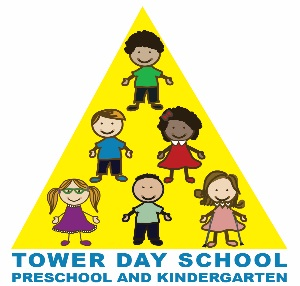 TOWER DAY SCHOOL
PRESCHOOL AND KINDERGARTEN